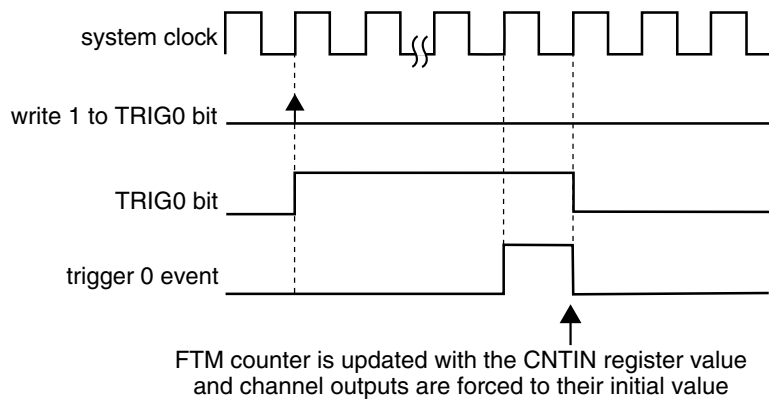 system clock
write 1 to TRIG0 bit
TRIG0 bit
trigger 0 event
FTM counter is updated with the CNTIN register value
and channel outputs are forced to their initial value